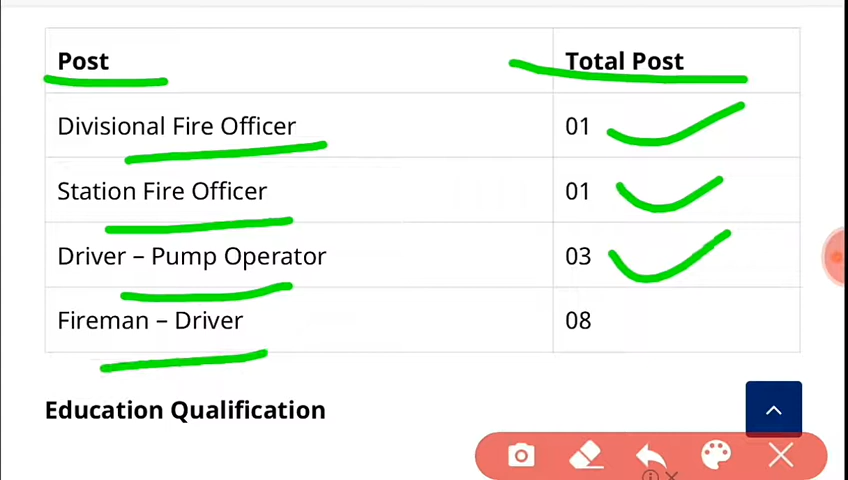 Post Total Post
Divisional Fire Officer 01
Station Fire Officer 01
Driver – Pump Operator 03
Fireman – Driver 08
Education Qualification